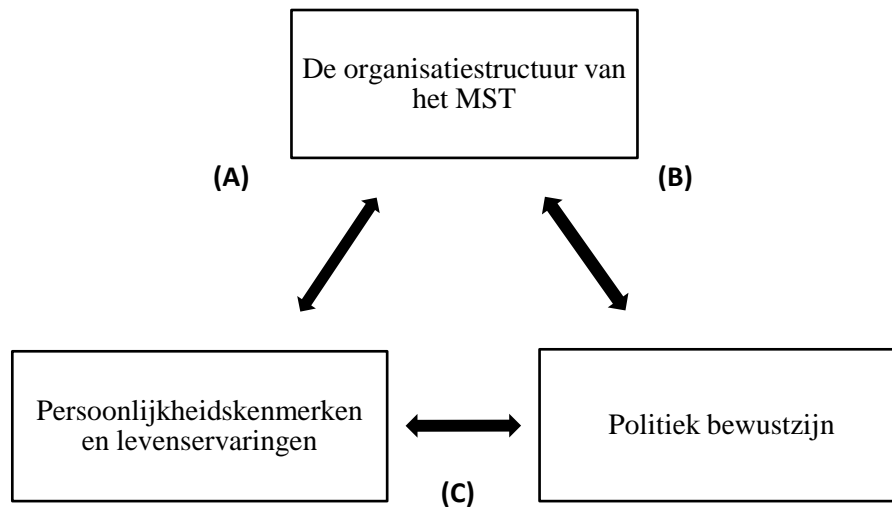 De organisatiestructuur van
het MST
(A)
(B)
Persoonlijkheidskenmerken
en levenservaringen
Politiek bewustzijn
(C)